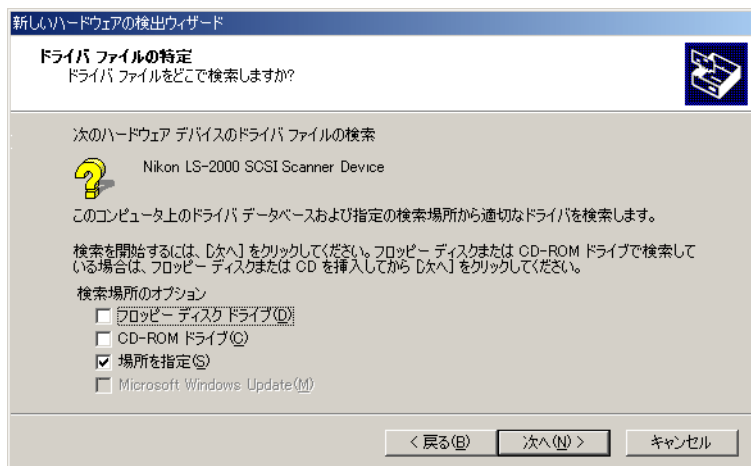 新しいハードウェアの検出ウィザード
ドライバ ファイルの特定
ドライバ ファイルをどこで検索しますか?
次のハードウェア デバイスのドライバ ファイルの検索
Nikon LS-2000 SCSI Scanner Device
このコンピュータ上のドライバ データベースおよび指定の検索場所から適切なドライバを検索します。
検索を開始するには、[次へ] をクリックしてください。フロッピー ディスクまたは CD-ROM ドライブで検索して
いる場合は、フロッピー ディスクまたは CD を挿入してから [次へ] をクリックしてください。
検索場所のオプション
フロッピー ディスク ドライブ(D)
CD-ROM ドライブ(C)
場所を指定(S)
Microsoft Windows Update(M)
< 戻る(B) 次へ(N) > キャンセル